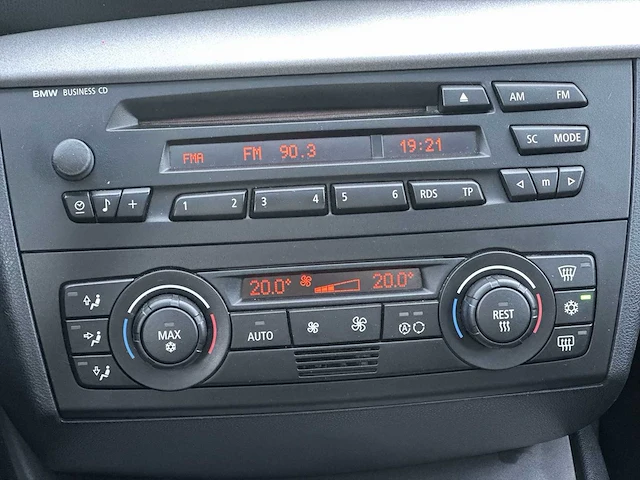 BMW BUSINESS CD
AM FM
FMA FM 90.3 19:21
SC MODE
1 2 3 4 5 6 RDS TP
m
20.0° 20.0°
MAX
AUTO
A
REST